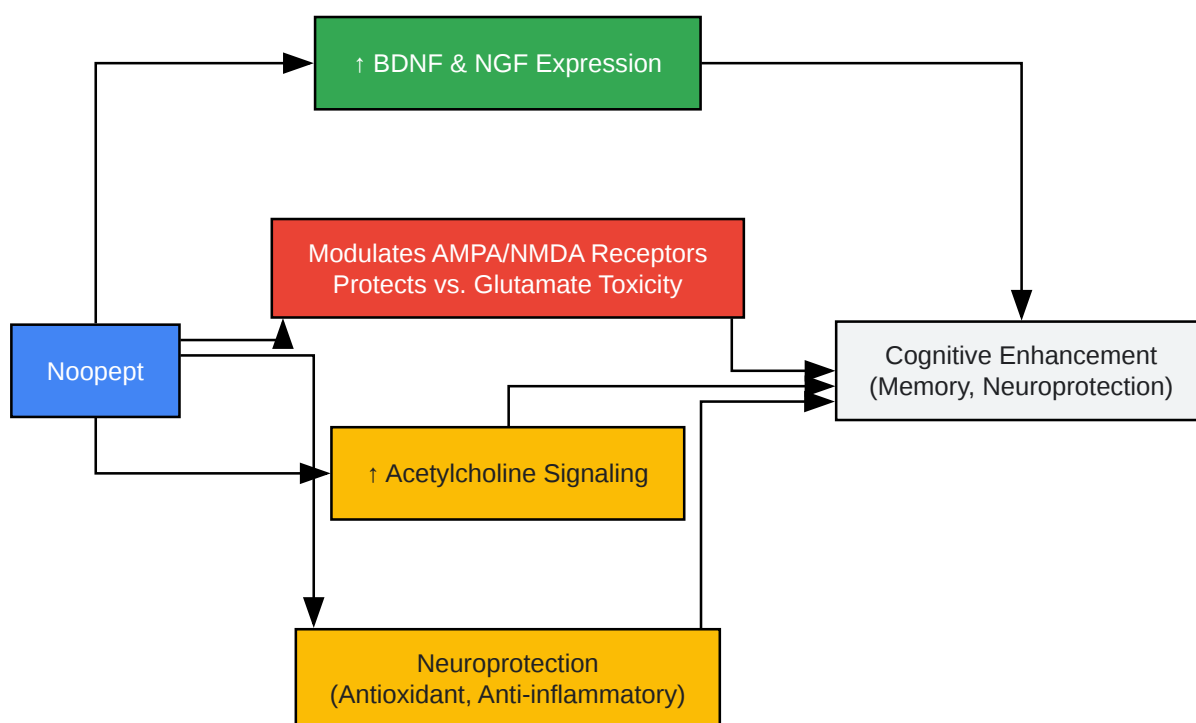 ↑ BDNF & NGF Expression
Modulates AMPA/NMDA Receptors
Protects vs. Glutamate Toxicity
Noopept
Cognitive Enhancement
(Memory, Neuroprotection)
↑ Acetylcholine Signaling
Neuroprotection
(Antioxidant, Anti-inflammatory)